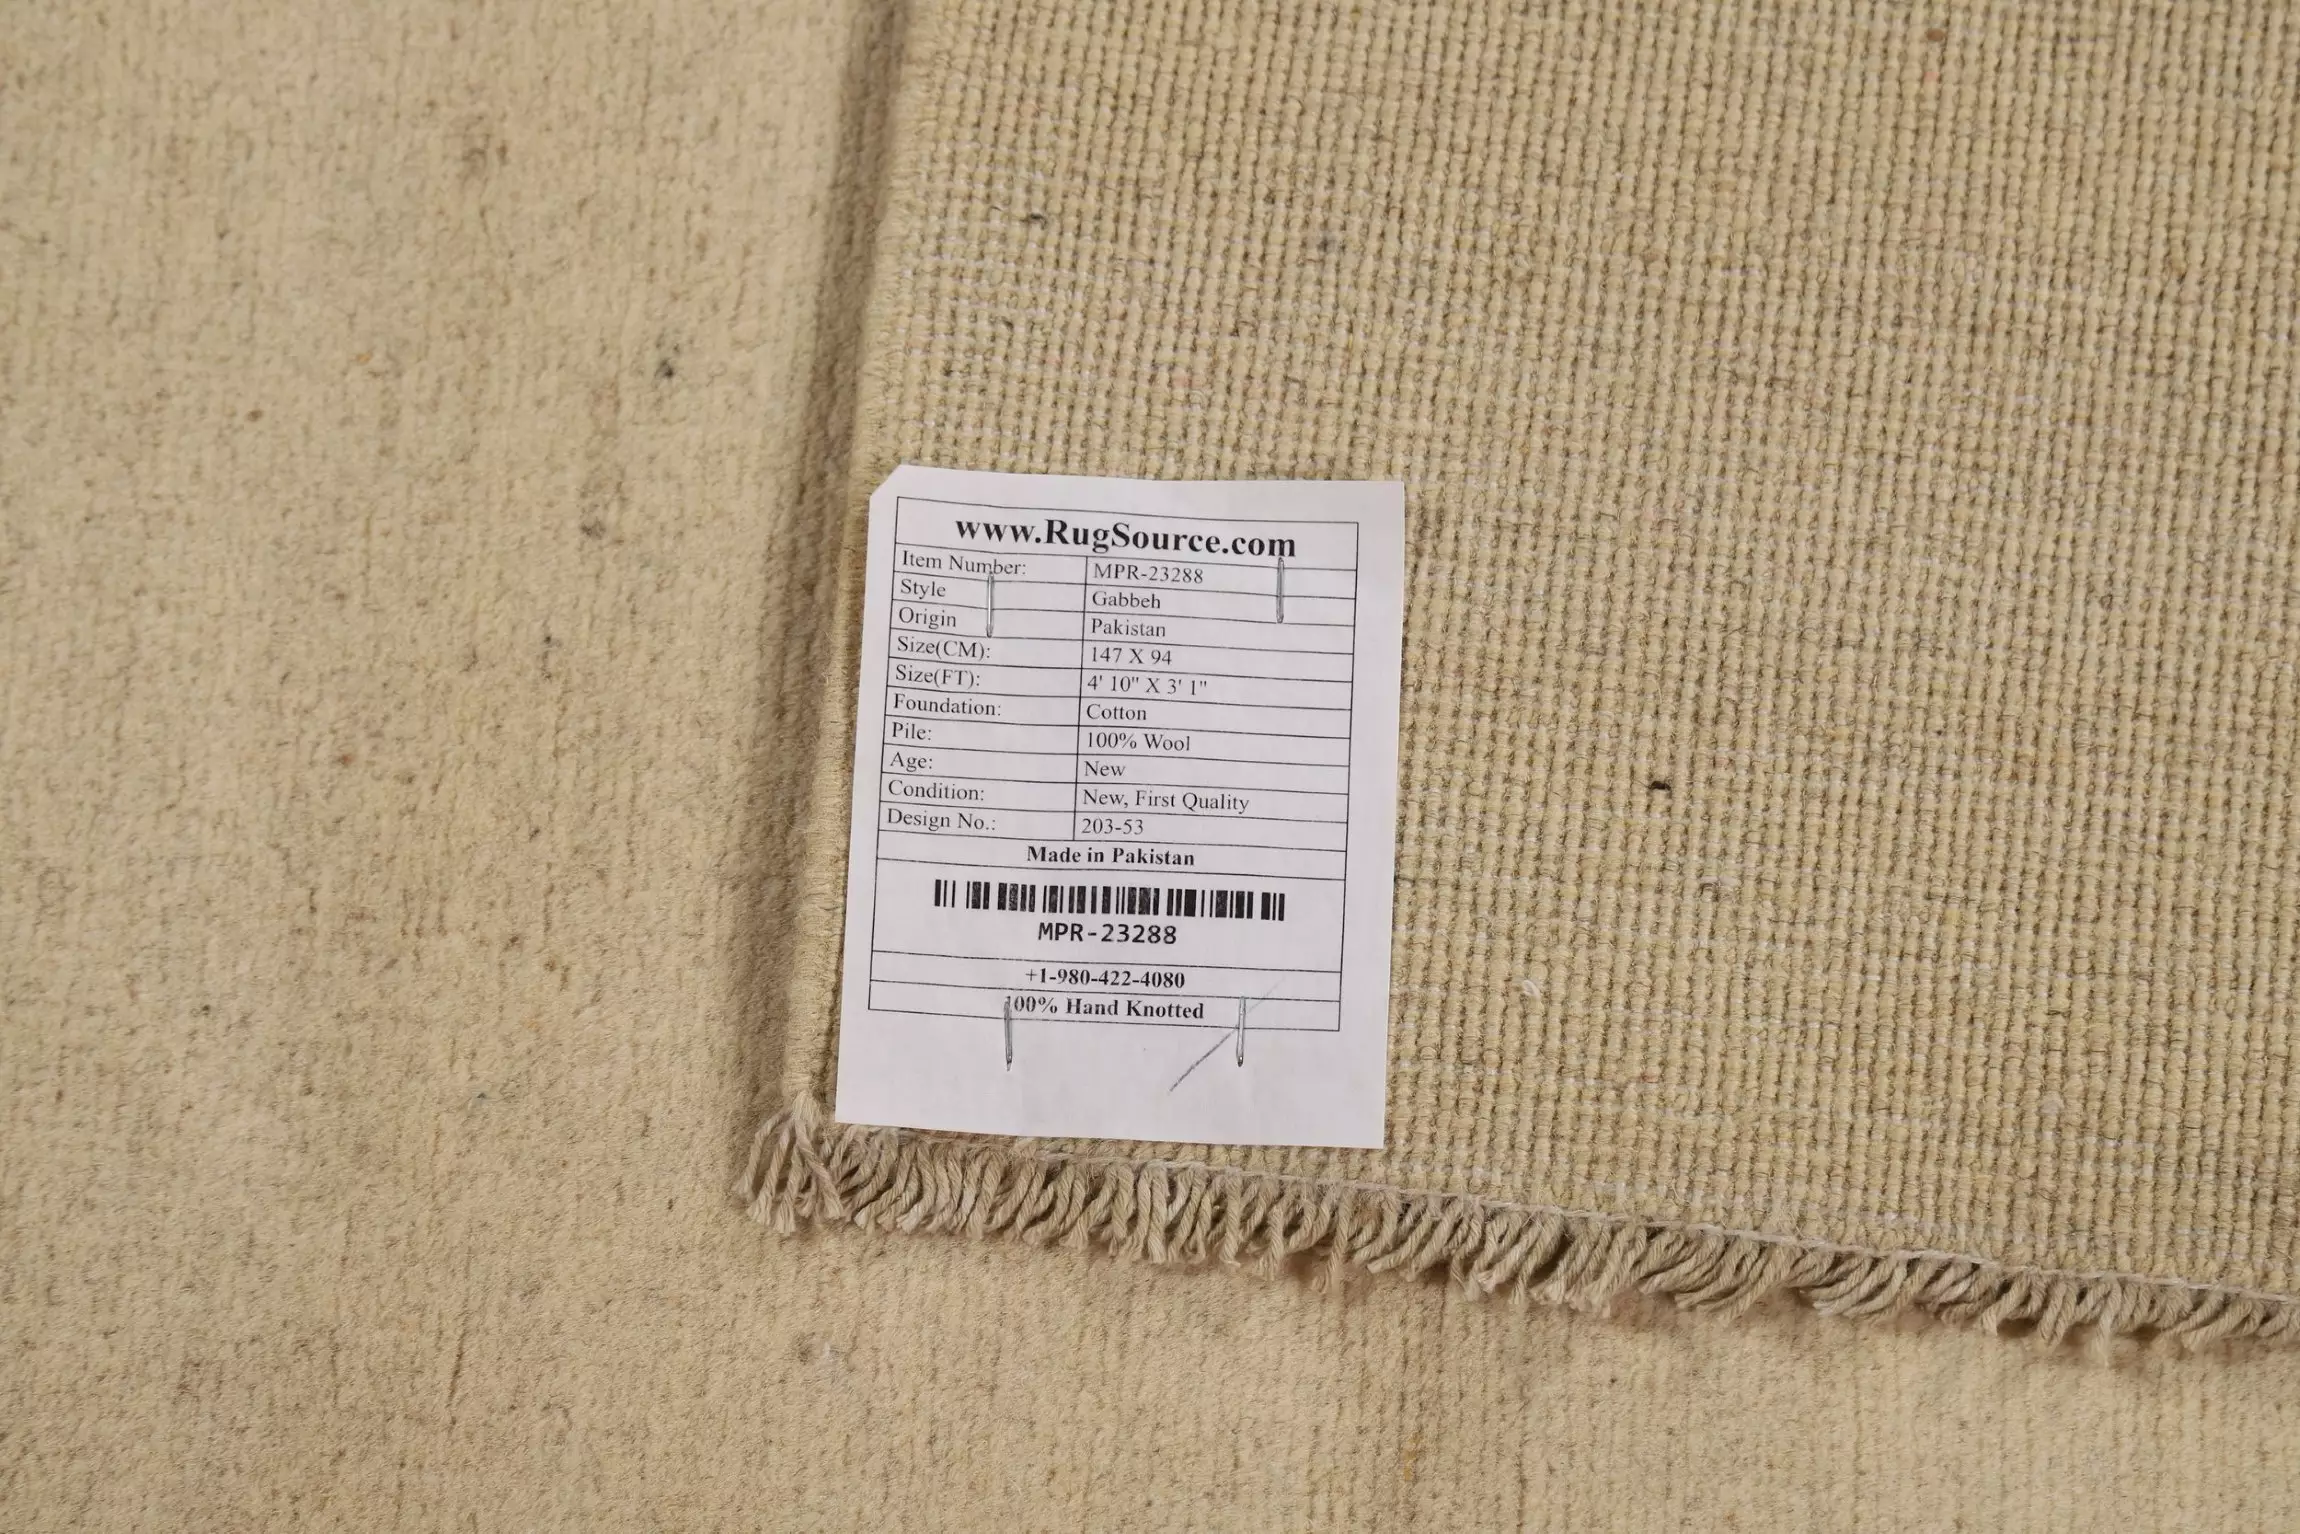 www.RugSource.com
Item Number: MPR-23288
Style Gabbeh
Origin Pakistan
Size(CM): 147 X 94
Size(FT): 4' 10" X 3' 1"
Foundation: Cotton
Pile: 100% Wool
Age: New
Condition: New, First Quality
Design No.: 203-53
Made in Pakistan
MPR-23288
+1-980-422-4080
100% Hand Knotted